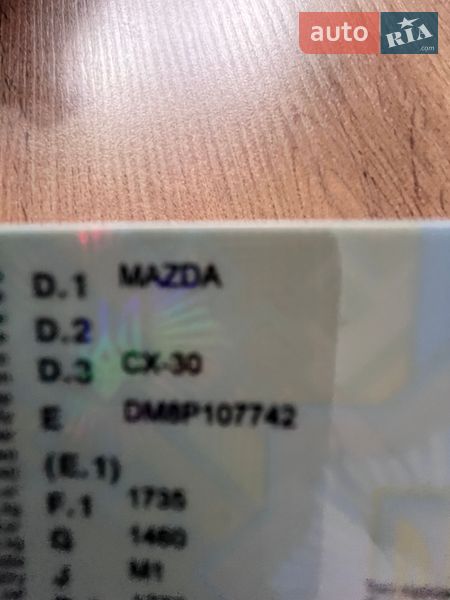 auto RIA .com
D.1 MAZDA
D.2
D.3 CX-30
E DM8P107742
(E.1)
F.1 1735
G 1460
J M1